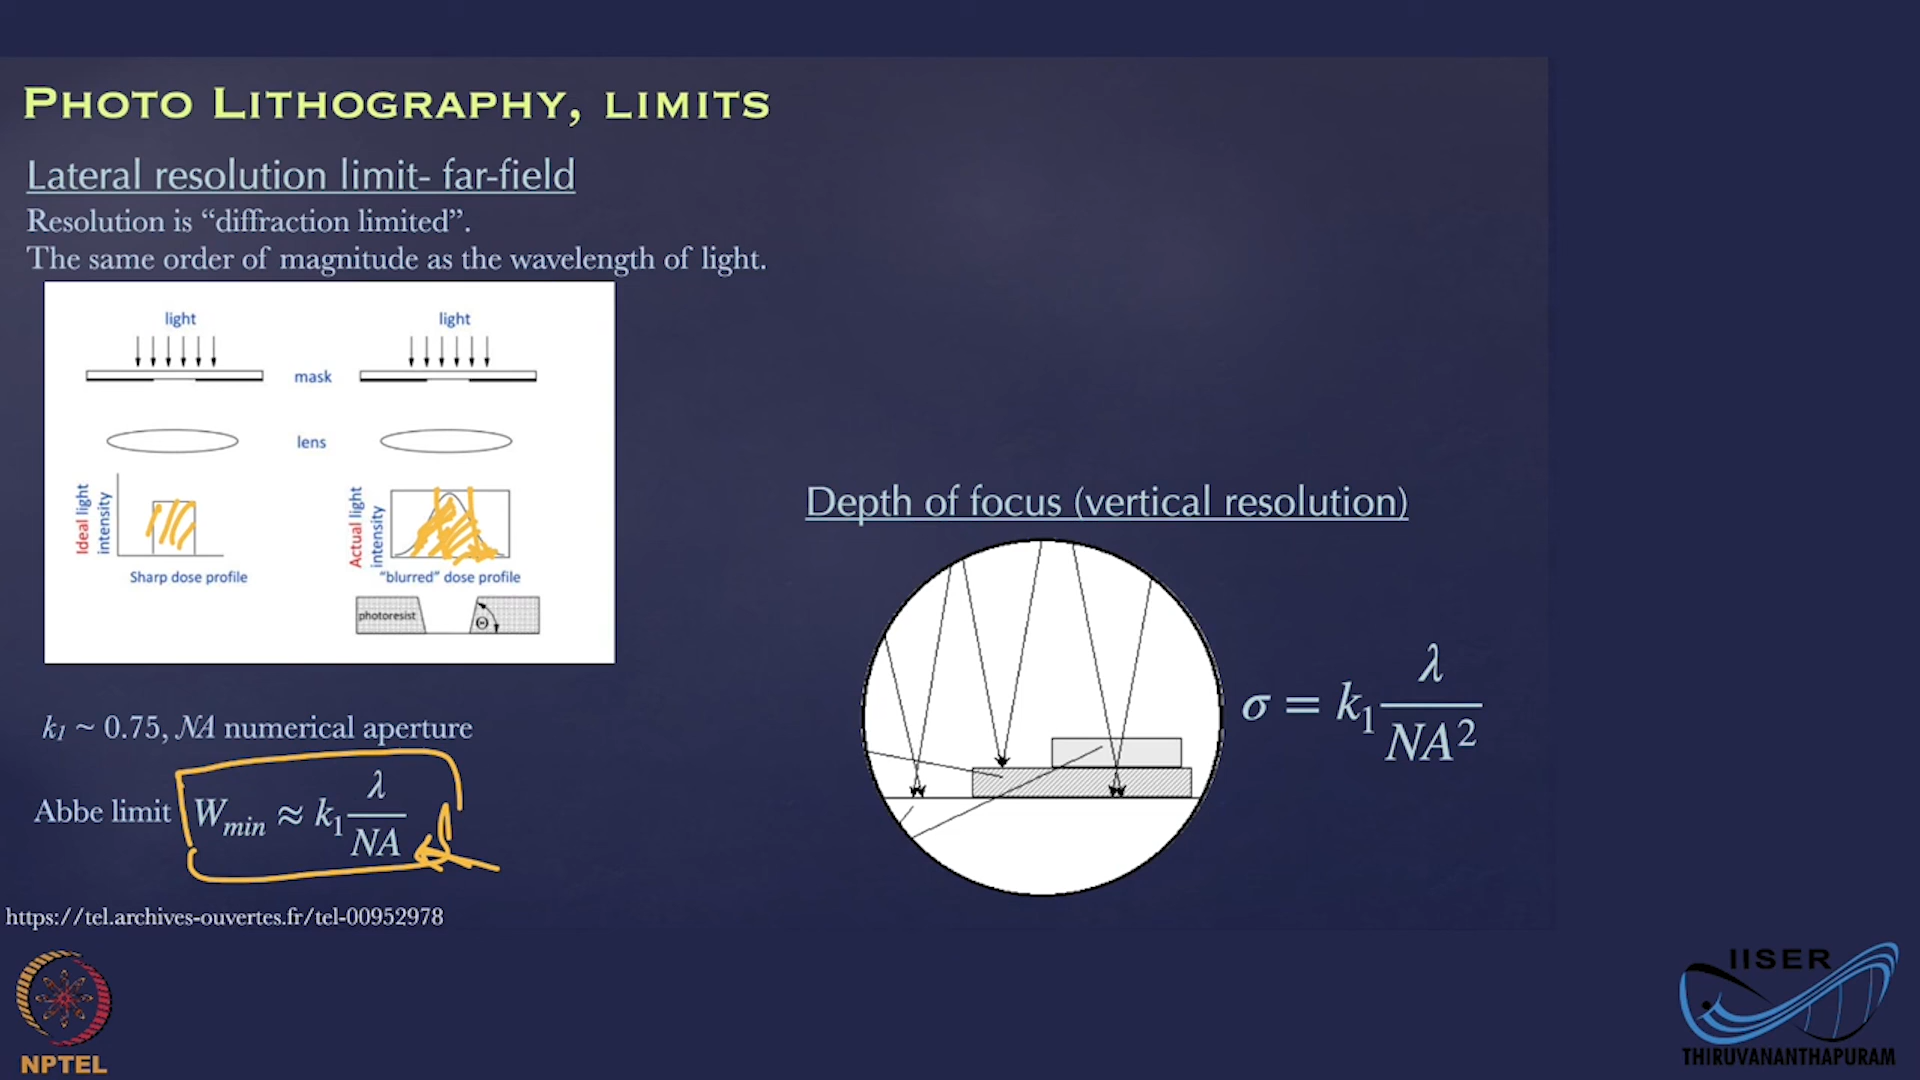 PHOTO LITHOGRAPHY, LIMITS
Lateral resolution limit- far-field
Resolution is “diffraction limited”.
The same order of magnitude as the wavelength of light.
light light
mask
lens
Ideal light intensity
Actual light intensity
Sharp dose profile
“blurred” dose profile
photoresist
Θ
k₁ ~ 0.75, NA numerical aperture
Abbe limit W_min ≈ k₁ λ/NA
https://tel.archives-ouvertes.fr/tel-00952978
Depth of focus (vertical resolution)
σ = k₁ λ/NA²
NPTEL
IISER
THIRUVANANTHAPURAM